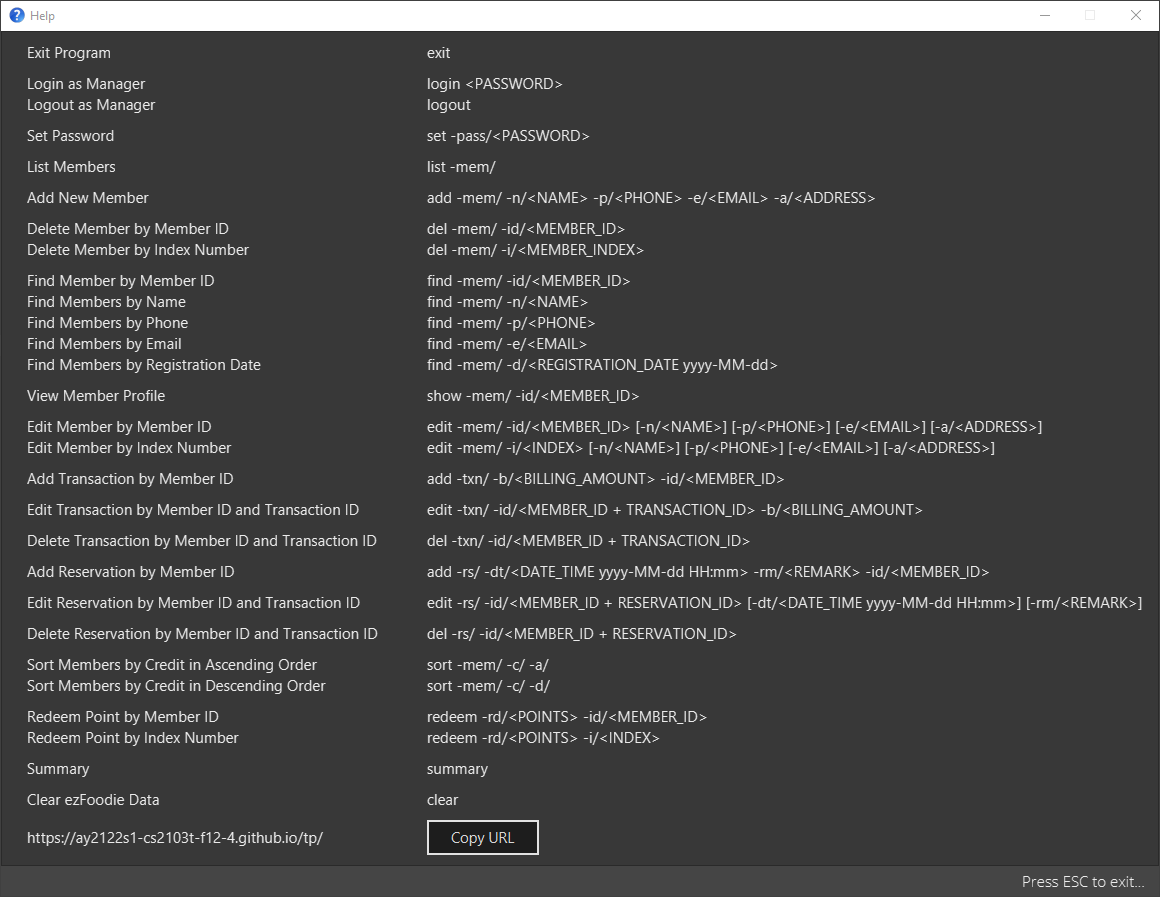 Help
Exit Program exit
Login as Manager login <PASSWORD>
Logout as Manager logout
Set Password set -pass/<PASSWORD>
List Members list -mem/
Add New Member add -mem/ -n/<NAME> -p/<PHONE> -e/<EMAIL> -a/<ADDRESS>
Delete Member by Member ID del -mem/ -id/<MEMBER_ID>
Delete Member by Index Number del -mem/ -i/<MEMBER_INDEX>
Find Member by Member ID find -mem/ -id/<MEMBER_ID>
Find Members by Name find -mem/ -n/<NAME>
Find Members by Phone find -mem/ -p/<PHONE>
Find Members by Email find -mem/ -e/<EMAIL>
Find Members by Registration Date find -mem/ -d/<REGISTRATION_DATE yyyy-MM-dd>
View Member Profile show -mem/ -id/<MEMBER_ID>
Edit Member by Member ID edit -mem/ -id/<MEMBER_ID> [-n/<NAME>] [-p/<PHONE>] [-e/<EMAIL>] [-a/<ADDRESS>]
Edit Member by Index Number edit -mem/ -i/<INDEX> [-n/<NAME>] [-p/<PHONE>] [-e/<EMAIL>] [-a/<ADDRESS>]
Add Transaction by Member ID add -txn/ -b/<BILLING_AMOUNT> -id/<MEMBER_ID>
Edit Transaction by Member ID and Transaction ID edit -txn/ -id/<MEMBER_ID + TRANSACTION_ID> -b/<BILLING_AMOUNT>
Delete Transaction by Member ID and Transaction ID del -txn/ -id/<MEMBER_ID + TRANSACTION_ID>
Add Reservation by Member ID add -rs/ -dt/<DATE_TIME yyyy-MM-dd HH:mm> -rm/<REMARK> -id/<MEMBER_ID>
Edit Reservation by Member ID and Transaction ID edit -rs/ -id/<MEMBER_ID + RESERVATION_ID> [-dt/<DATE_TIME yyyy-MM-dd HH:mm>] [-rm/<REMARK>]
Delete Reservation by Member ID and Transaction ID del -rs/ -id/<MEMBER_ID + RESERVATION_ID>
Sort Members by Credit in Ascending Order sort -mem/ -c/ -a/
Sort Members by Credit in Descending Order sort -mem/ -c/ -d/
Redeem Point by Member ID redeem -rd/<POINTS> -id/<MEMBER_ID>
Redeem Point by Index Number redeem -rd/<POINTS> -i/<INDEX>
Summary summary
Clear ezFoodie Data clear
https://ay2122s1-cs2103t-f12-4.github.io/tp/ Copy URL
Press ESC to exit...